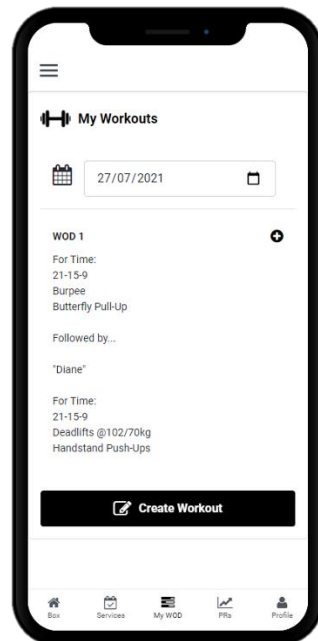 My Workouts
27/07/2021
WOD 1
For Time:
21-15-9
Burpee
Butterfly Pull-Up
Followed by...
"Diane"
For Time:
21-15-9
Deadlifts @102/70kg
Handstand Push-Ups
Create Workout
Box Services My WOD PRs Profile